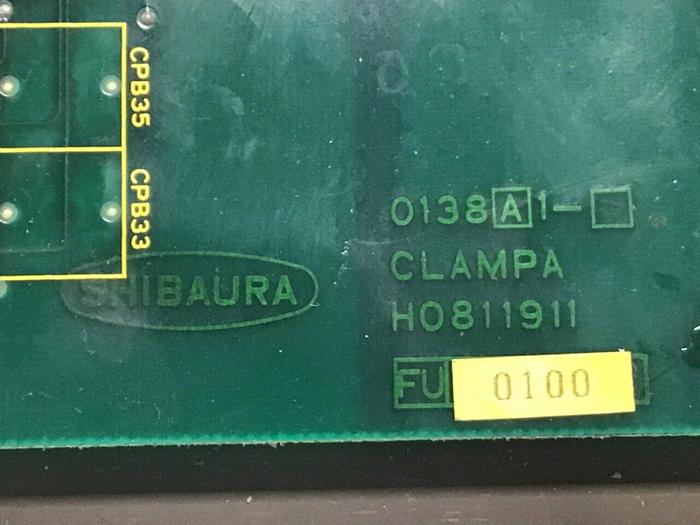 CPB35
CPB33
SHIBAURA
0138A1-
CLAMPA
H0811911
FU
0100